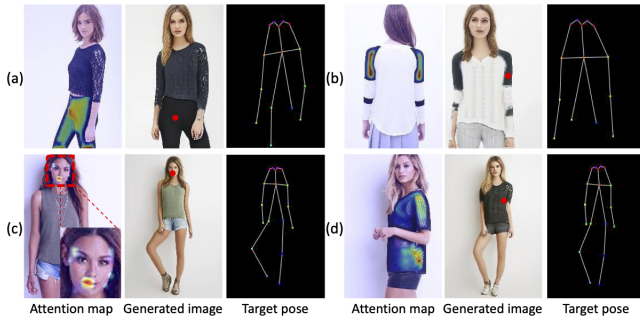 (a)
(b)
(c)
(d)
Attention map Generated image Target pose Attention map Generated image Target pose